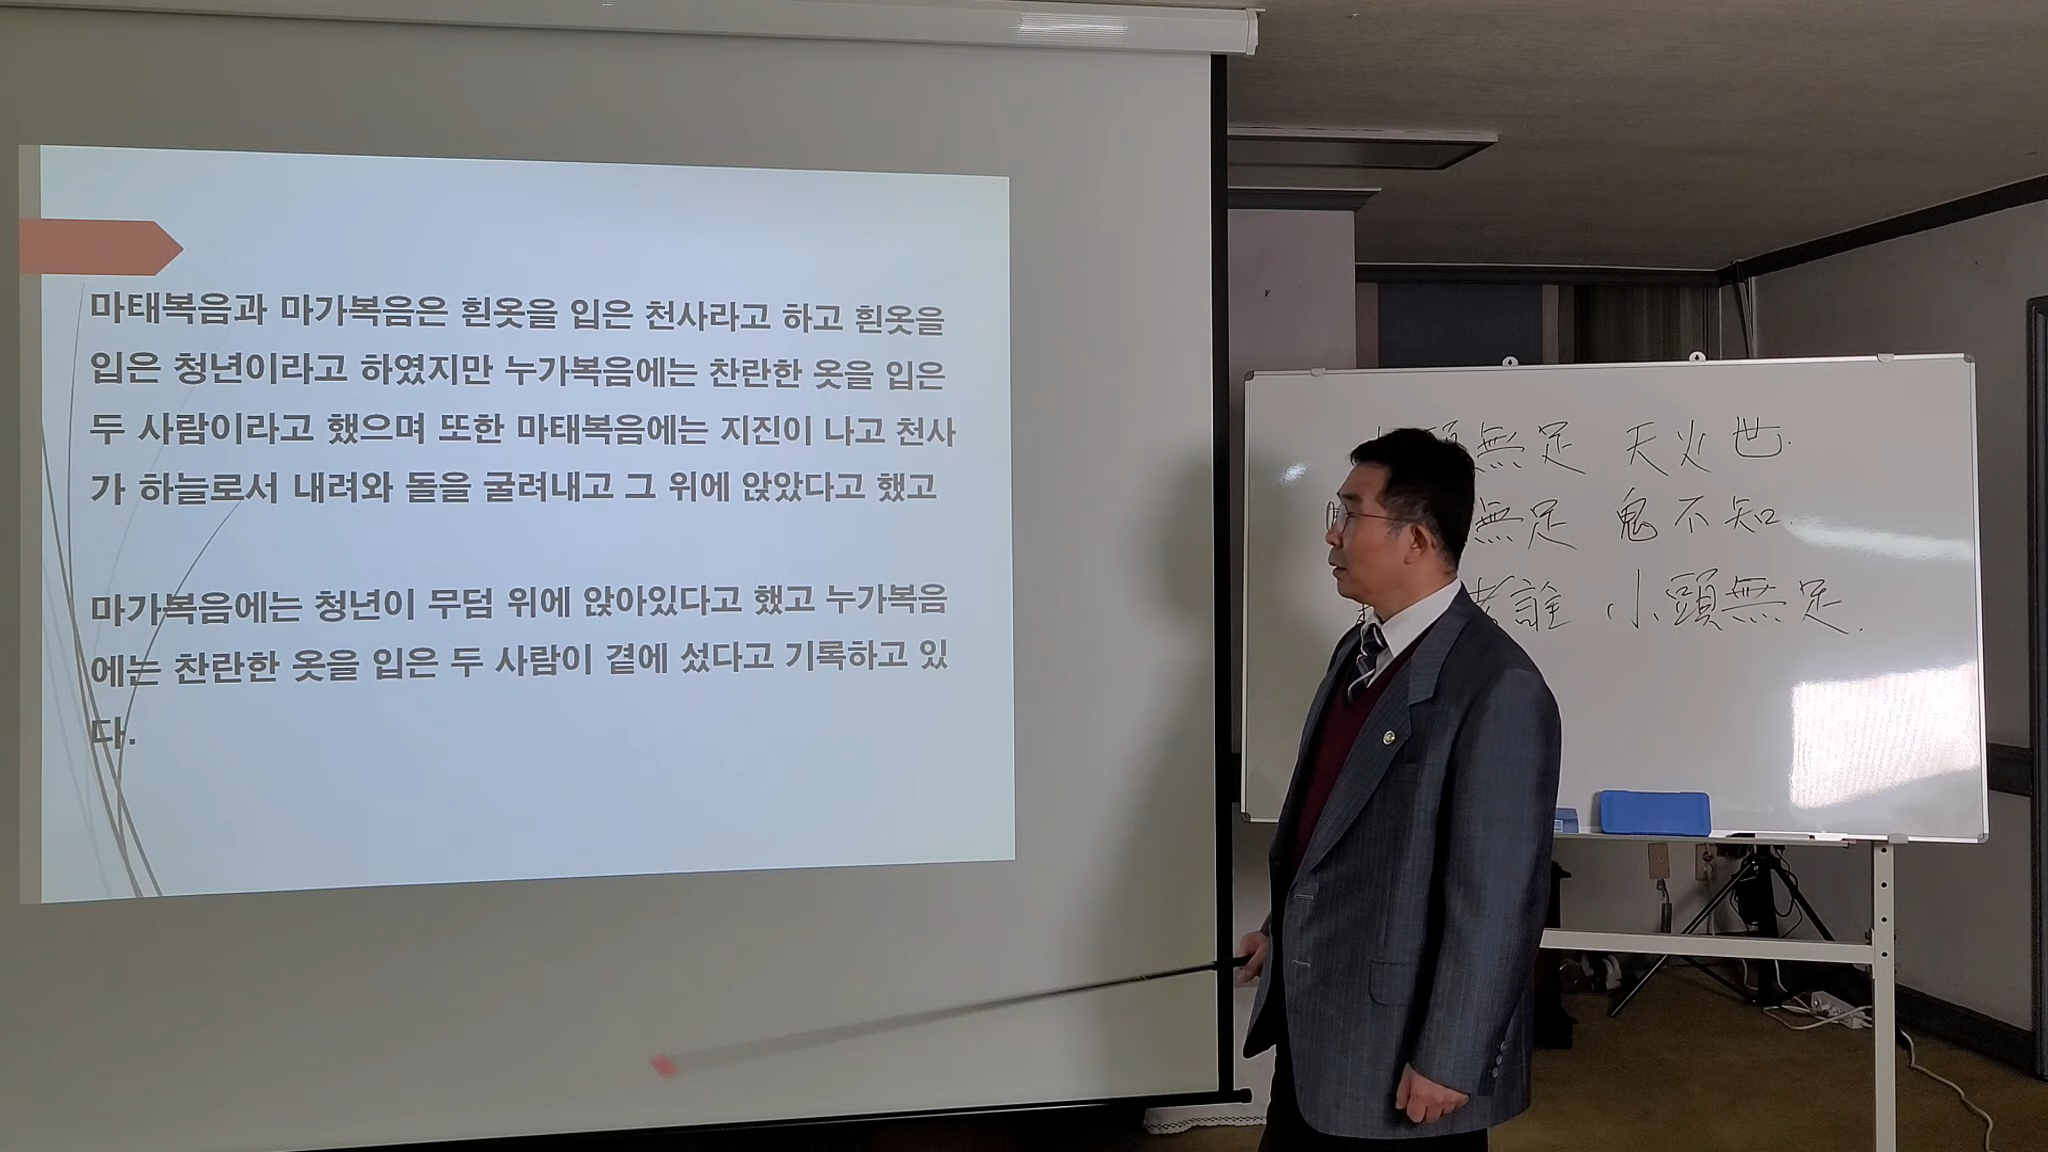 마태복음과 마가복음은 흰옷을 입은 천사라고 하고 흰옷을
입은 청년이라고 하였지만 누가복음에는 찬란한 옷을 입은
두 사람이라고 했으며 또한 마태복음에는 지진이 나고 천사
가 하늘로서 내려와 돌을 굴려내고 그 위에 앉았다고 했고
마가복음에는 청년이 무덤 위에 앉아있다고 했고 누가복음
에는 찬란한 옷을 입은 두 사람이 곁에 섰다고 기록하고 있
다.
無足 天火世.
無足 鬼不知.
者誰 小頭無足.